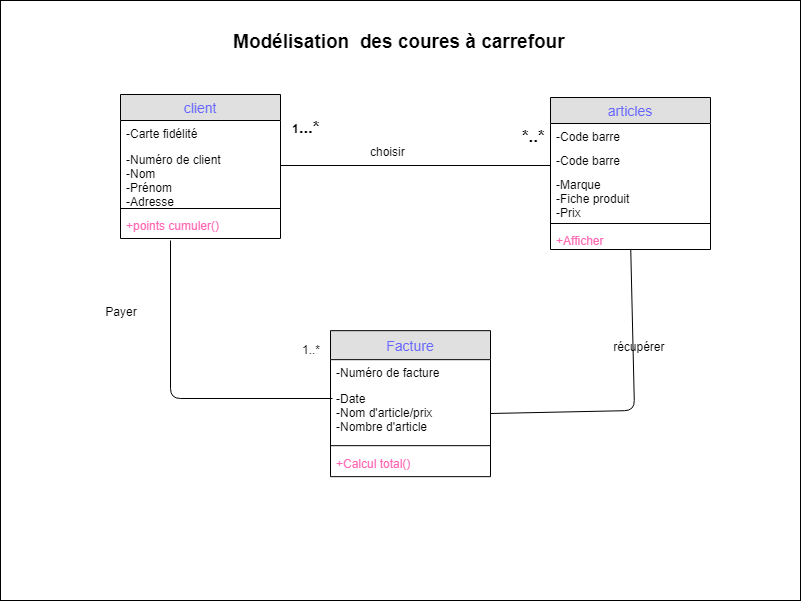 Modélisation  des coures à carrefour
client
-Carte fidélité
-Numéro de client
-Nom
-Prénom
-Adresse
+points cumuler()
1...*
choisir
*..*
articles
-Code barre
-Code barre
-Marque
-Fiche produit
-Prix
+Afficher
Payer
1..*
Facture
-Numéro de facture
-Date
-Nom d'article/prix
-Nombre d'article
+Calcul total()
récupérer